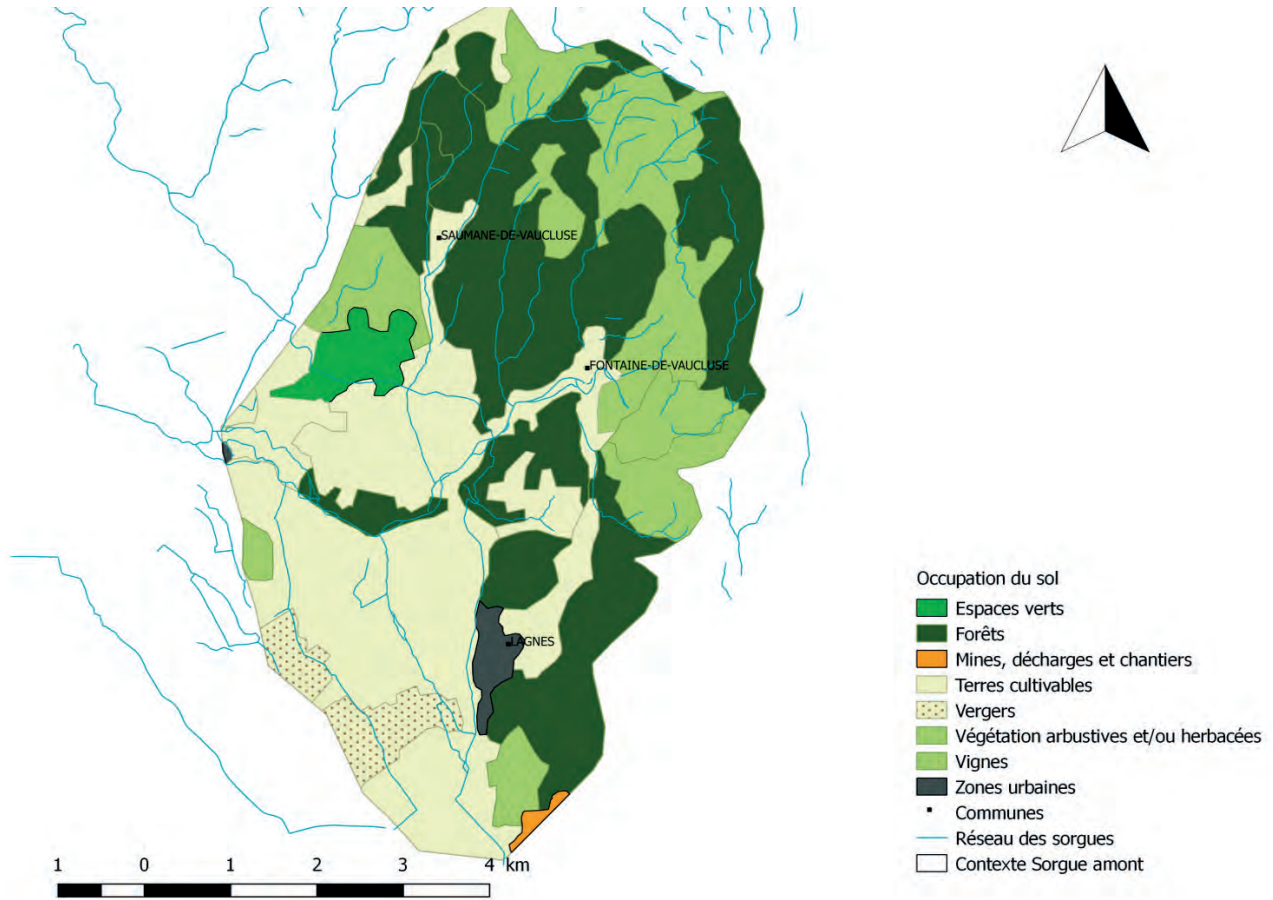 SAUMANE-DE-VAUCLUSE
FONTAINE-DE-VAUCLUSE
LAGNES
Occupation du sol
Espaces verts
Forêts
Mines, décharges et chantiers
Terres cultivables
Vergers
Végétation arbustives et/ou herbacées
Vignes
Zones urbaines
Communes
Réseau des sorgues
Contexte Sorgue amont
1 0 1 2 3 4 km